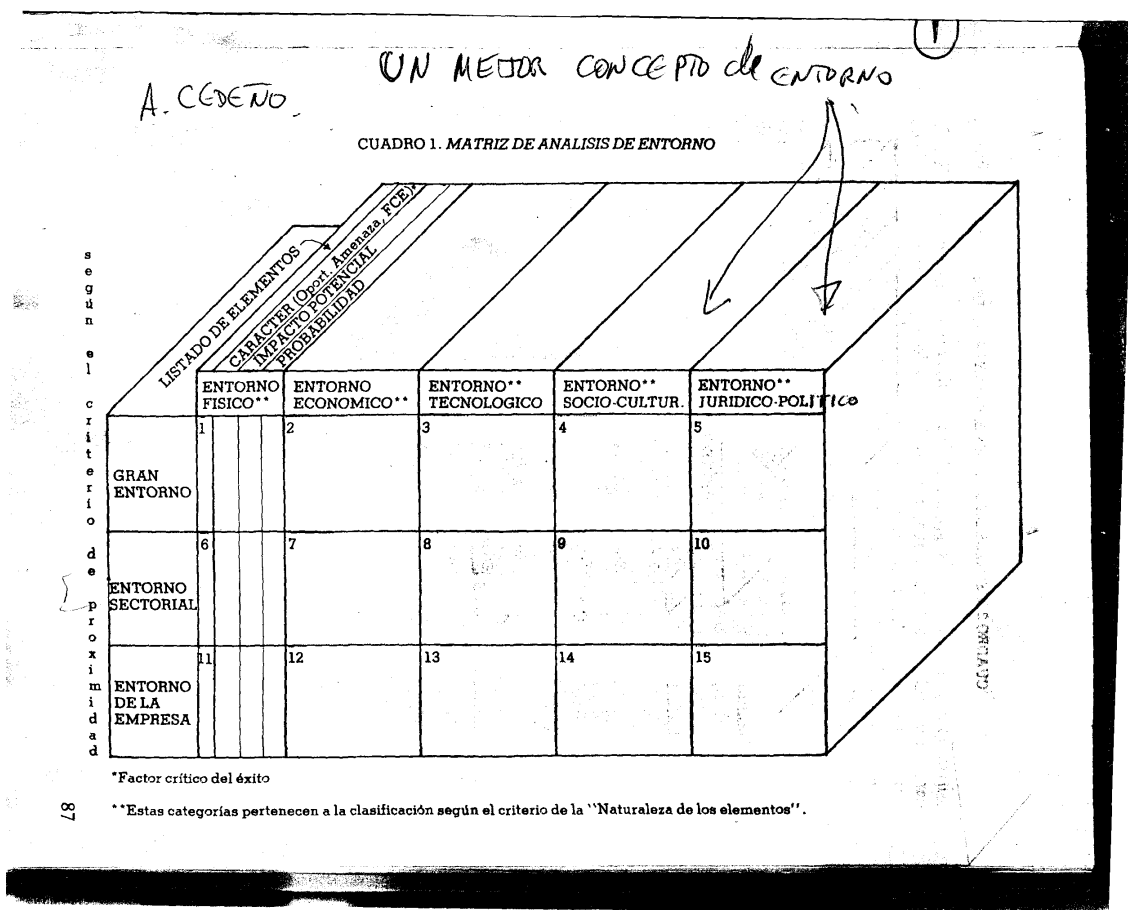 1
UN MEJOR CONCEPTO de ENTORNO
A. CEDEÑO.
CUADRO 1. MATRIZ DE ANALISIS DE ENTORNO
según el criterio de proximidad
LISTADO DE ELEMENTOS
CARACTER (Oport. Amenaza, FCE)*
IMPACTO POTENCIAL
PROBABILIDAD
ENTORNO FISICO**
ENTORNO ECONOMICO**
ENTORNO** TECNOLOGICO
ENTORNO** SOCIO-CULTUR.
ENTORNO** JURIDICO-POLITICO
GRAN
ENTORNO
1 2 3 4 5
ENTORNO
SECTORIAL
6 7 8 9 10
ENTORNO
DE LA
EMPRESA
11 12 13 14 15
*Factor crítico del éxito
**Estas categorías pertenecen a la clasificación según el criterio de la "Naturaleza de los elementos".
87